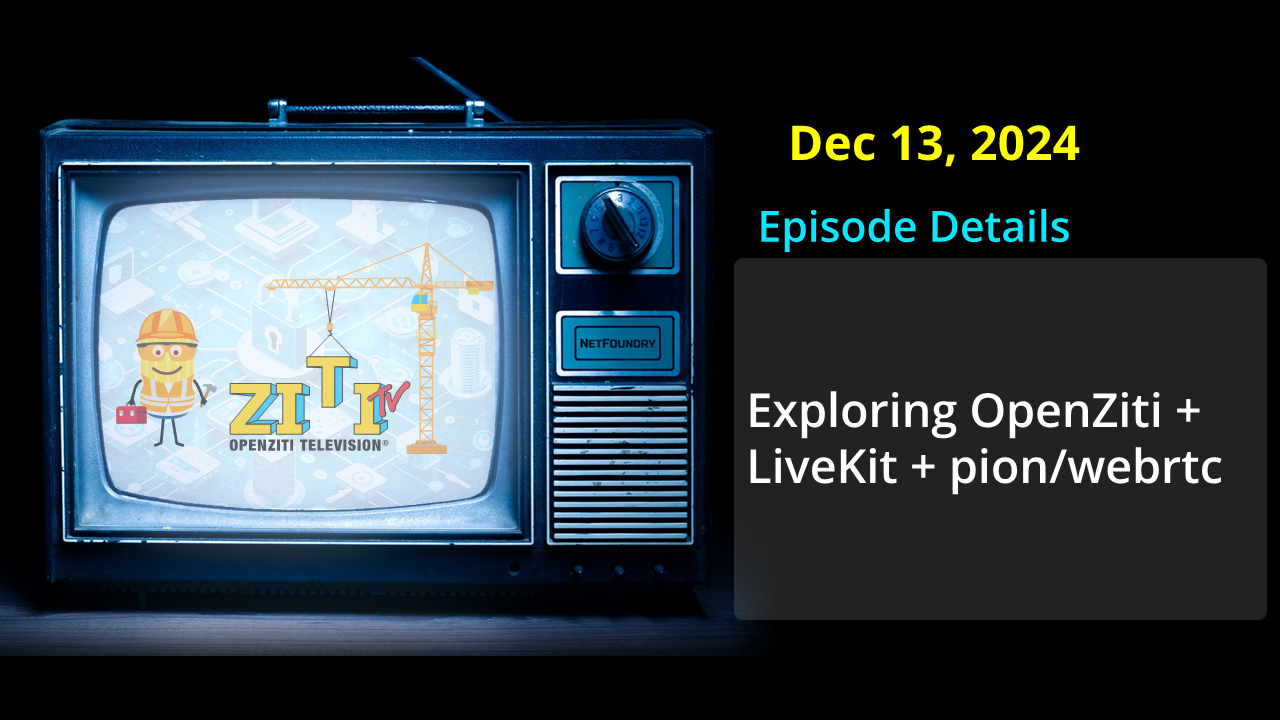 Dec 13, 2024
Episode Details
NETFOUNDRY
ZITI TV
OPENZITI TELEVISION®
Exploring OpenZiti +
LiveKit + pion/webrtc